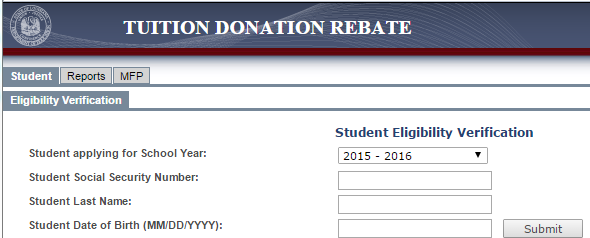 TUITION DONATION REBATE
Student Reports MFP
Eligibility Verification
Student Eligibility Verification
Student applying for School Year: 2015 - 2016
Student Social Security Number:
Student Last Name:
Student Date of Birth (MM/DD/YYYY): Submit